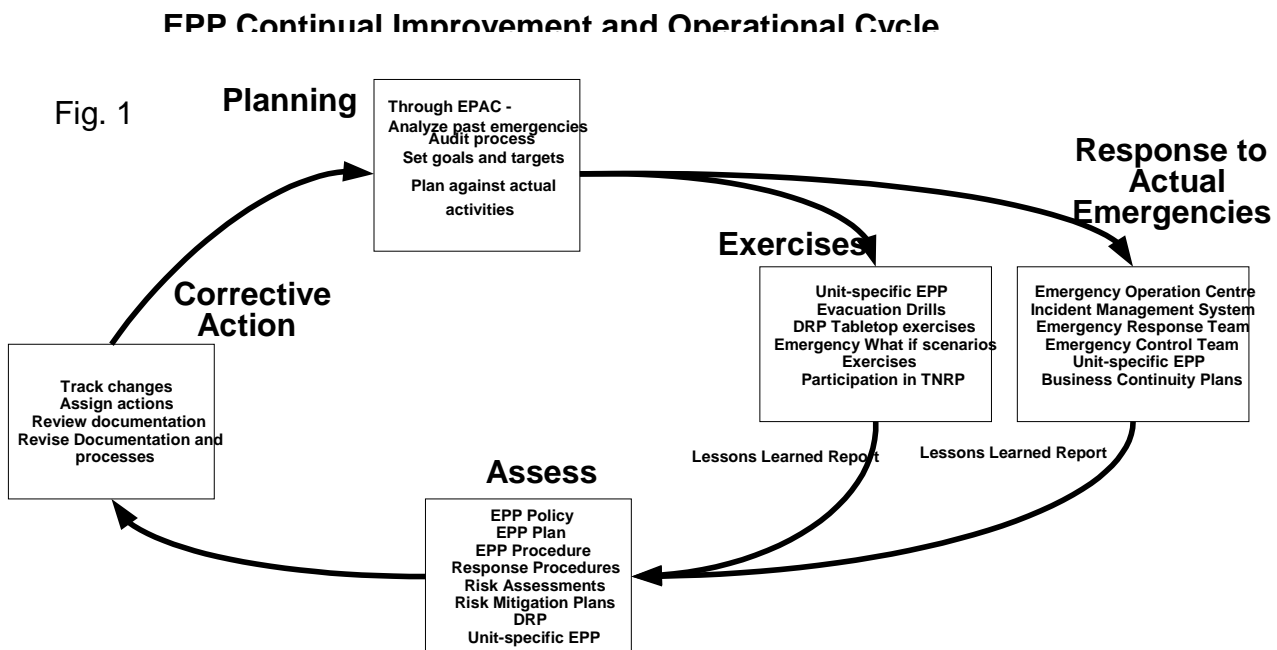 EPP Continual Improvement and Operational Cycle
Fig. 1
Planning
Through EPAC -
Analyze past emergencies
Audit process
Set goals and targets
Plan against actual
activities
Response to
Actual
Emergencies
Exercises
Unit-specific EPP
Evacuation Drills
DRP Tabletop exercises
Emergency What if scenarios
Exercises
Participation in TNRP
Emergency Operation Centre
Incident Management System
Emergency Response Team
Emergency Control Team
Unit-specific EPP
Business Continuity Plans
Corrective
Action
Track changes
Assign actions
Review documentation
Revise Documentation and
processes
Lessons Learned Report
Lessons Learned Report
Assess
EPP Policy
EPP Plan
EPP Procedure
Response Procedures
Risk Assessments
Risk Mitigation Plans
DRP
Unit-specific EPP